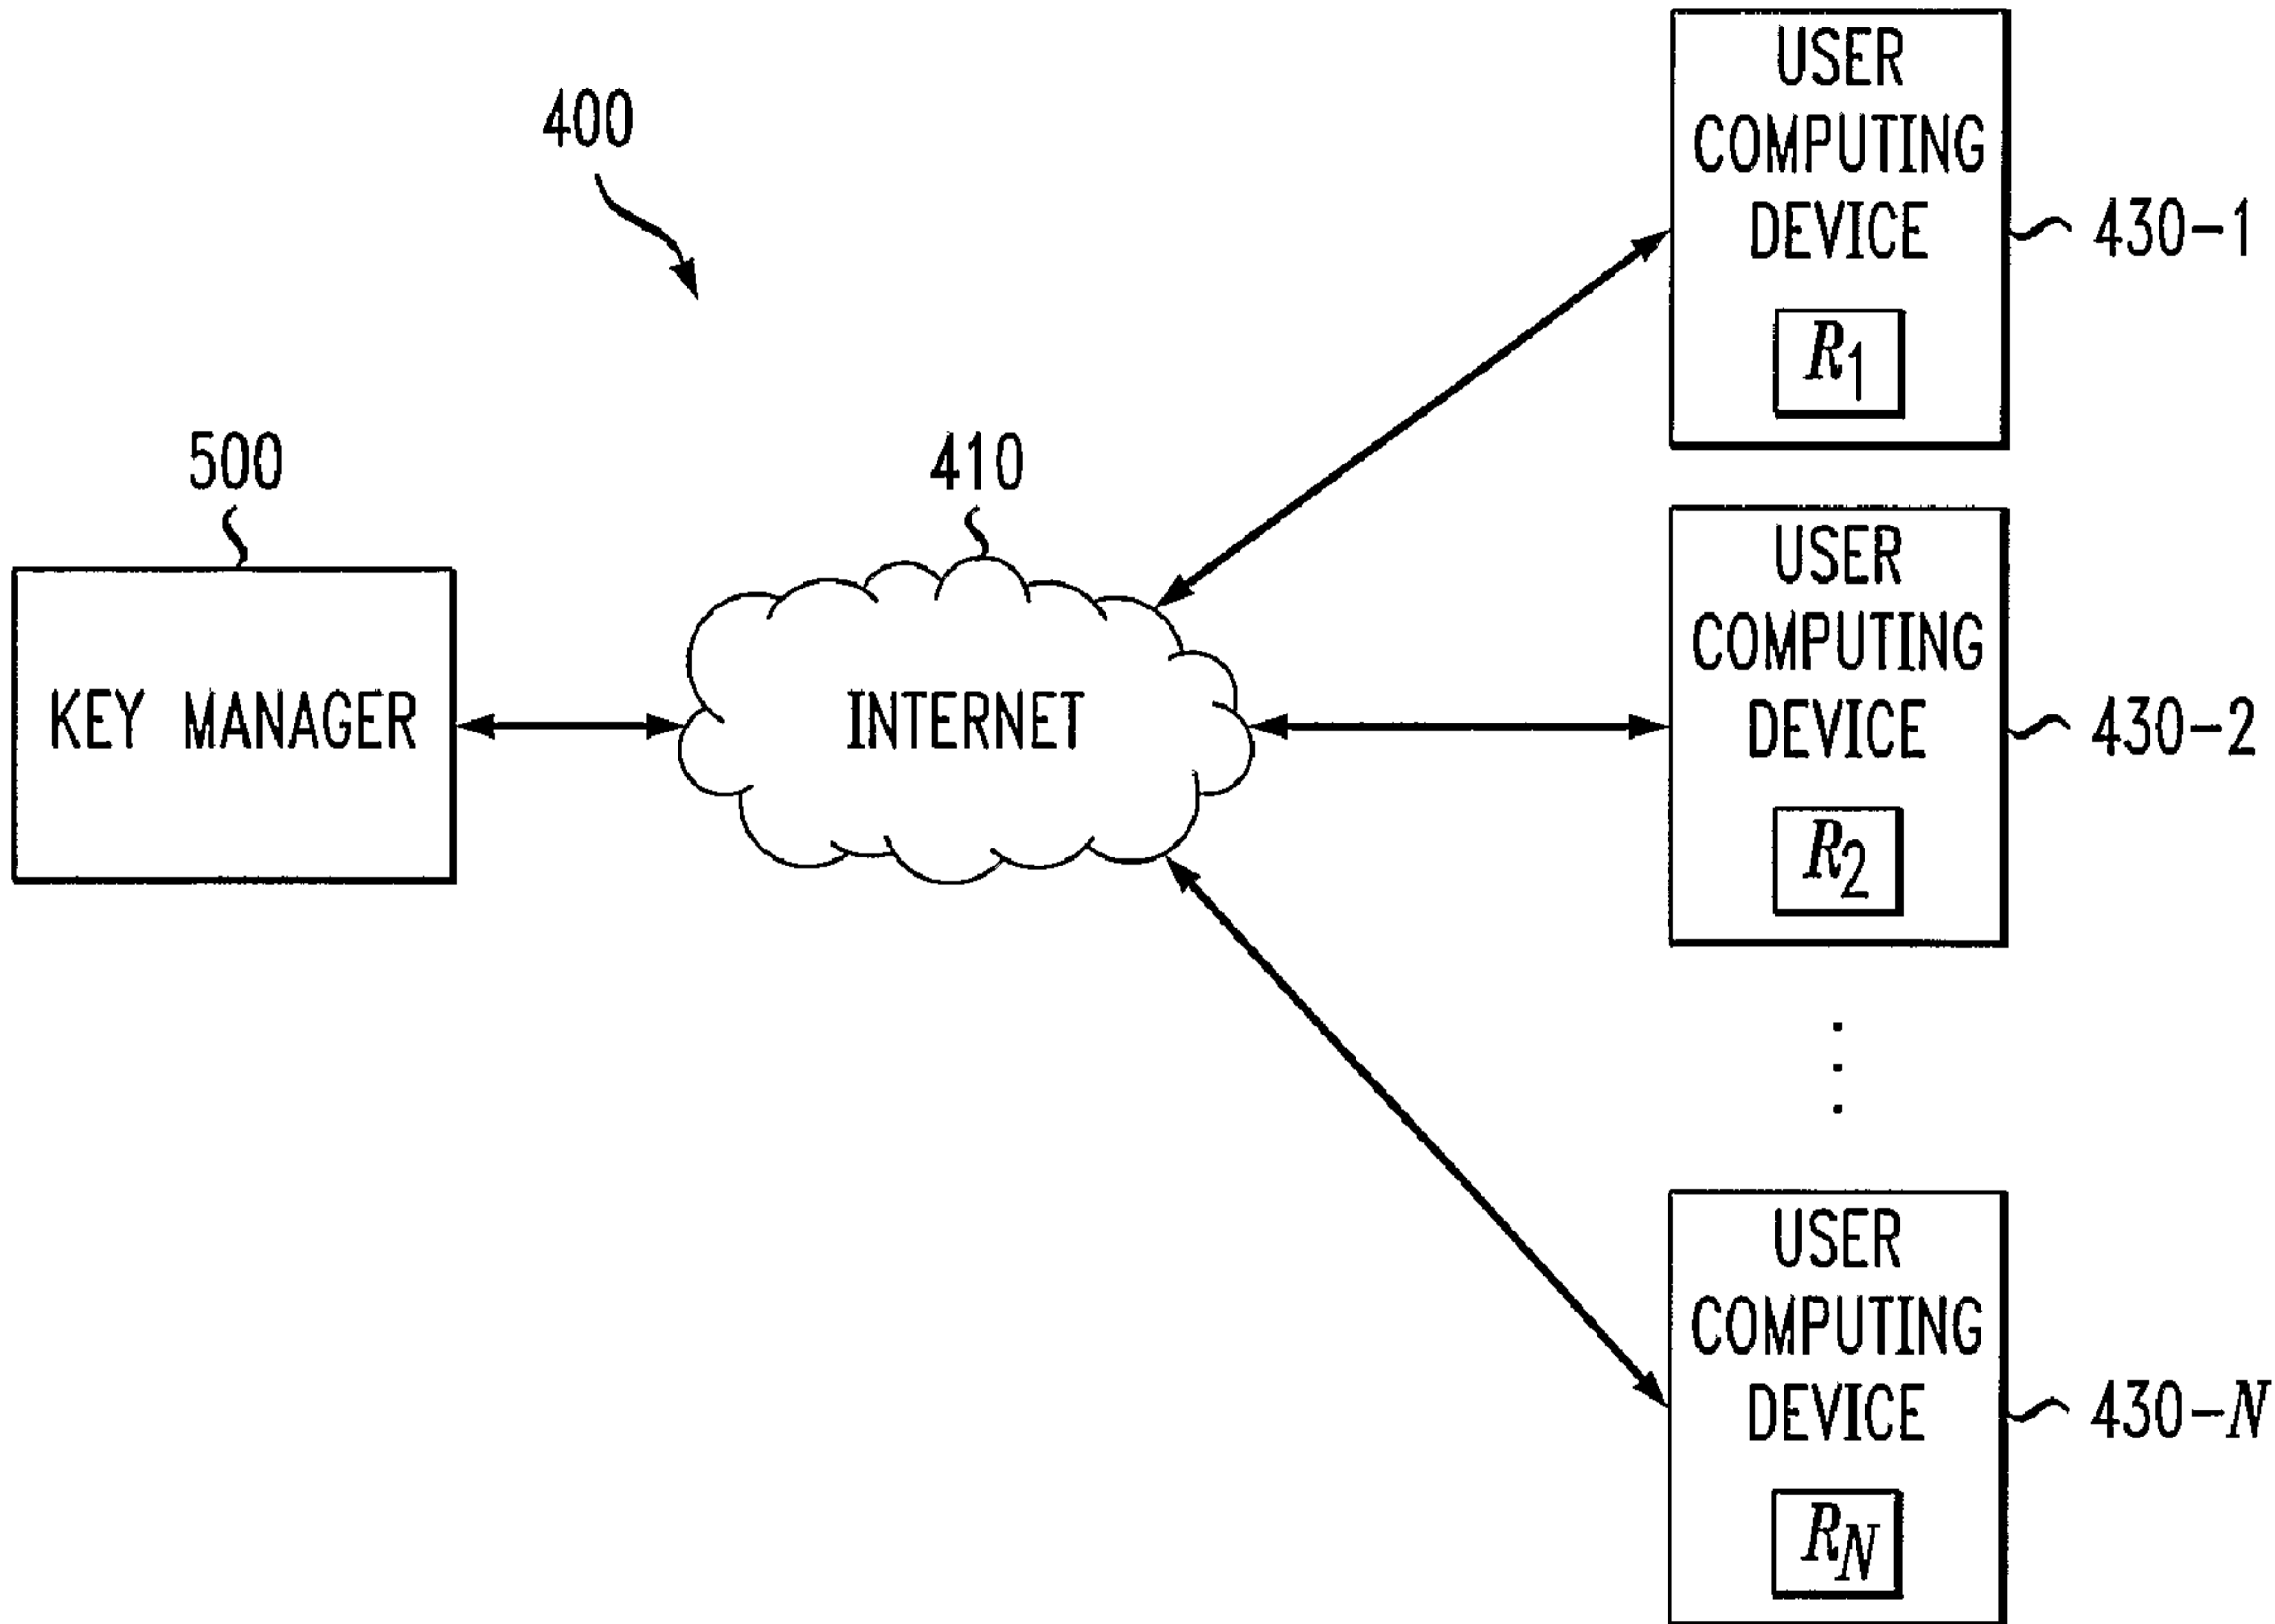 400
500
KEY MANAGER
410
INTERNET
USER
COMPUTING
DEVICE
R1
430-1
USER
COMPUTING
DEVICE
R2
430-2
USER
COMPUTING
DEVICE
RN
430-N